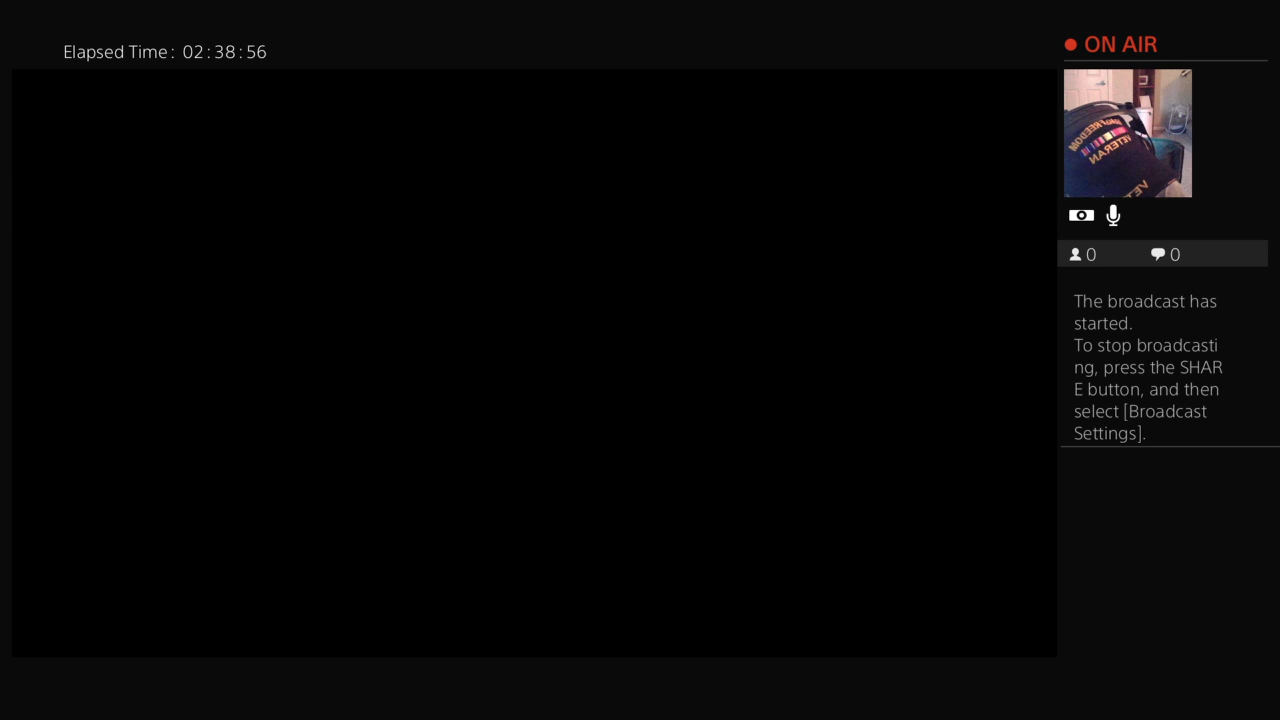 Elapsed Time: 02:38:56
ON AIR
FREEDOM
VETERAN
0 0
The broadcast has
started.
To stop broadcasti
ng, press the SHAR
E button, and then
select [Broadcast
Settings].